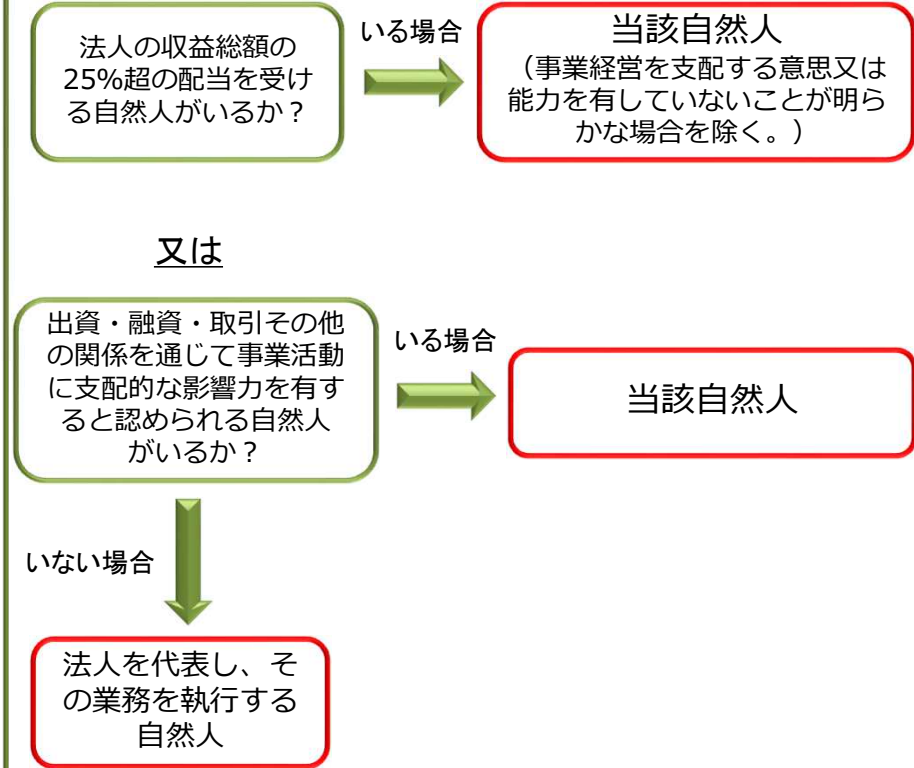 法人の収益総額の
25%超の配当を受け
る自然人がいるか？
いる場合
当該自然人
（事業経営を支配する意思又は
能力を有していないことが明ら
かな場合を除く。）
又は
出資・融資・取引その他
の関係を通じて事業活動
に支配的な影響力を有す
ると認められる自然人
がいるか？
いる場合
当該自然人
いない場合
法人を代表し、そ
の業務を執行する
自然人